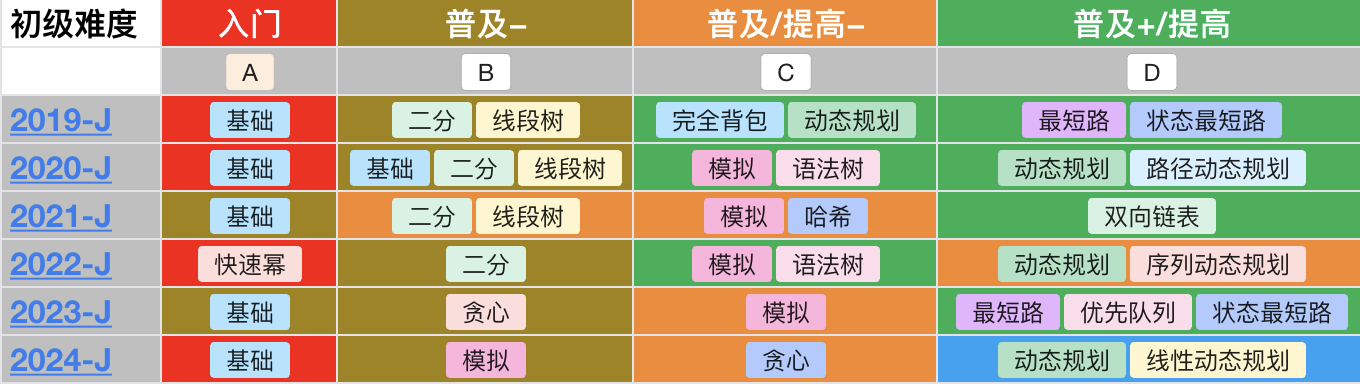 初级难度 入门 普及− 普及/提高− 普及+/提高
A B C D
2019-J 基础 二分 线段树 完全背包 动态规划 最短路 状态最短路
2020-J 基础 基础 二分 线段树 模拟 语法树 动态规划 路径动态规划
2021-J 基础 二分 线段树 模拟 哈希 双向链表
2022-J 快速幂 二分 模拟 语法树 动态规划 序列动态规划
2023-J 基础 贪心 模拟 最短路 优先队列 状态最短路
2024-J 基础 模拟 贪心 动态规划 线性动态规划